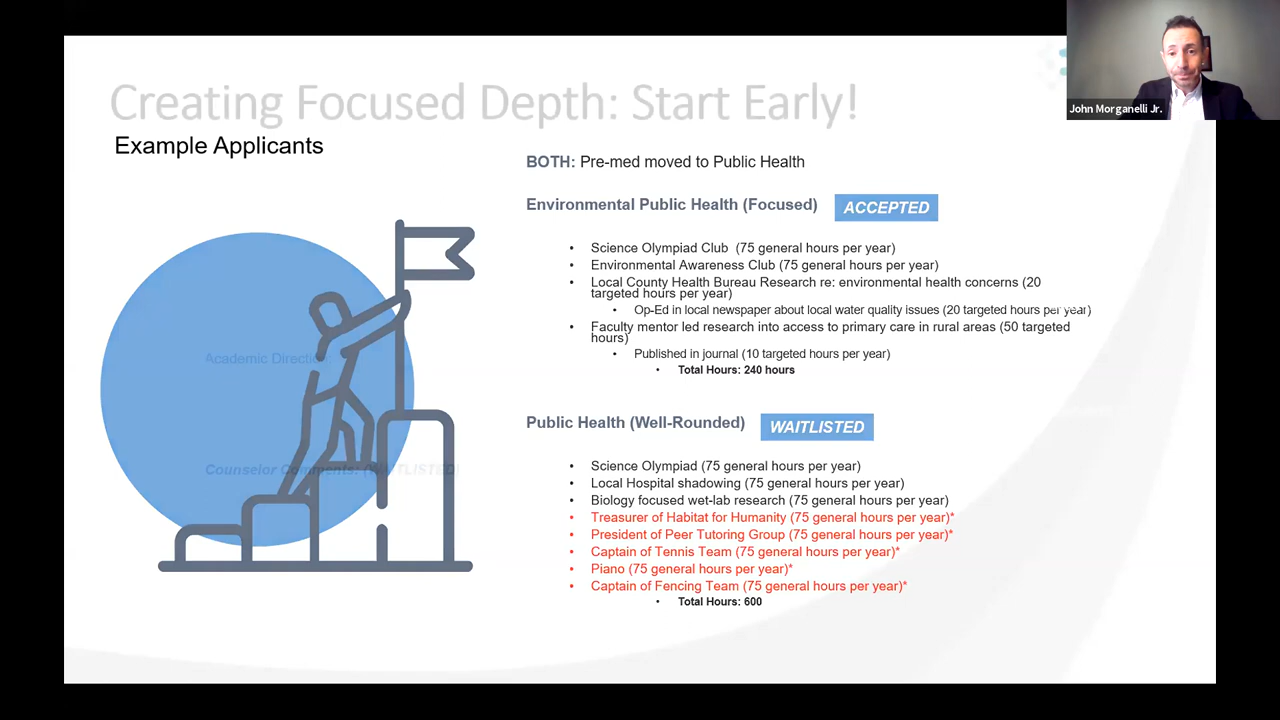 John Morganelli Jr.
Creating Focused Depth: Start Early!
Example Applicants
BOTH: Pre-med moved to Public Health
Environmental Public Health (Focused) ACCEPTED
• Science Olympiad Club (75 general hours per year)
• Environmental Awareness Club (75 general hours per year)
• Local County Health Bureau Research re: environmental health concerns (20
targeted hours per year)
• Op-Ed in local newspaper about local water quality issues (20 targeted hours per year)
• Faculty mentor led research into access to primary care in rural areas (50 targeted
hours)
• Published in journal (10 targeted hours per year)
• Total Hours: 240 hours
Academic Direction
Public Health (Well-Rounded) WAITLISTED
Counselor Comments: (WAITLISTED)
• Science Olympiad (75 general hours per year)
• Local Hospital shadowing (75 general hours per year)
• Biology focused wet-lab research (75 general hours per year)
• Treasurer of Habitat for Humanity (75 general hours per year)*
• President of Peer Tutoring Group (75 general hours per year)*
• Captain of Tennis Team (75 general hours per year)*
• Piano (75 general hours per year)*
• Captain of Fencing Team (75 general hours per year)*
• Total Hours: 600